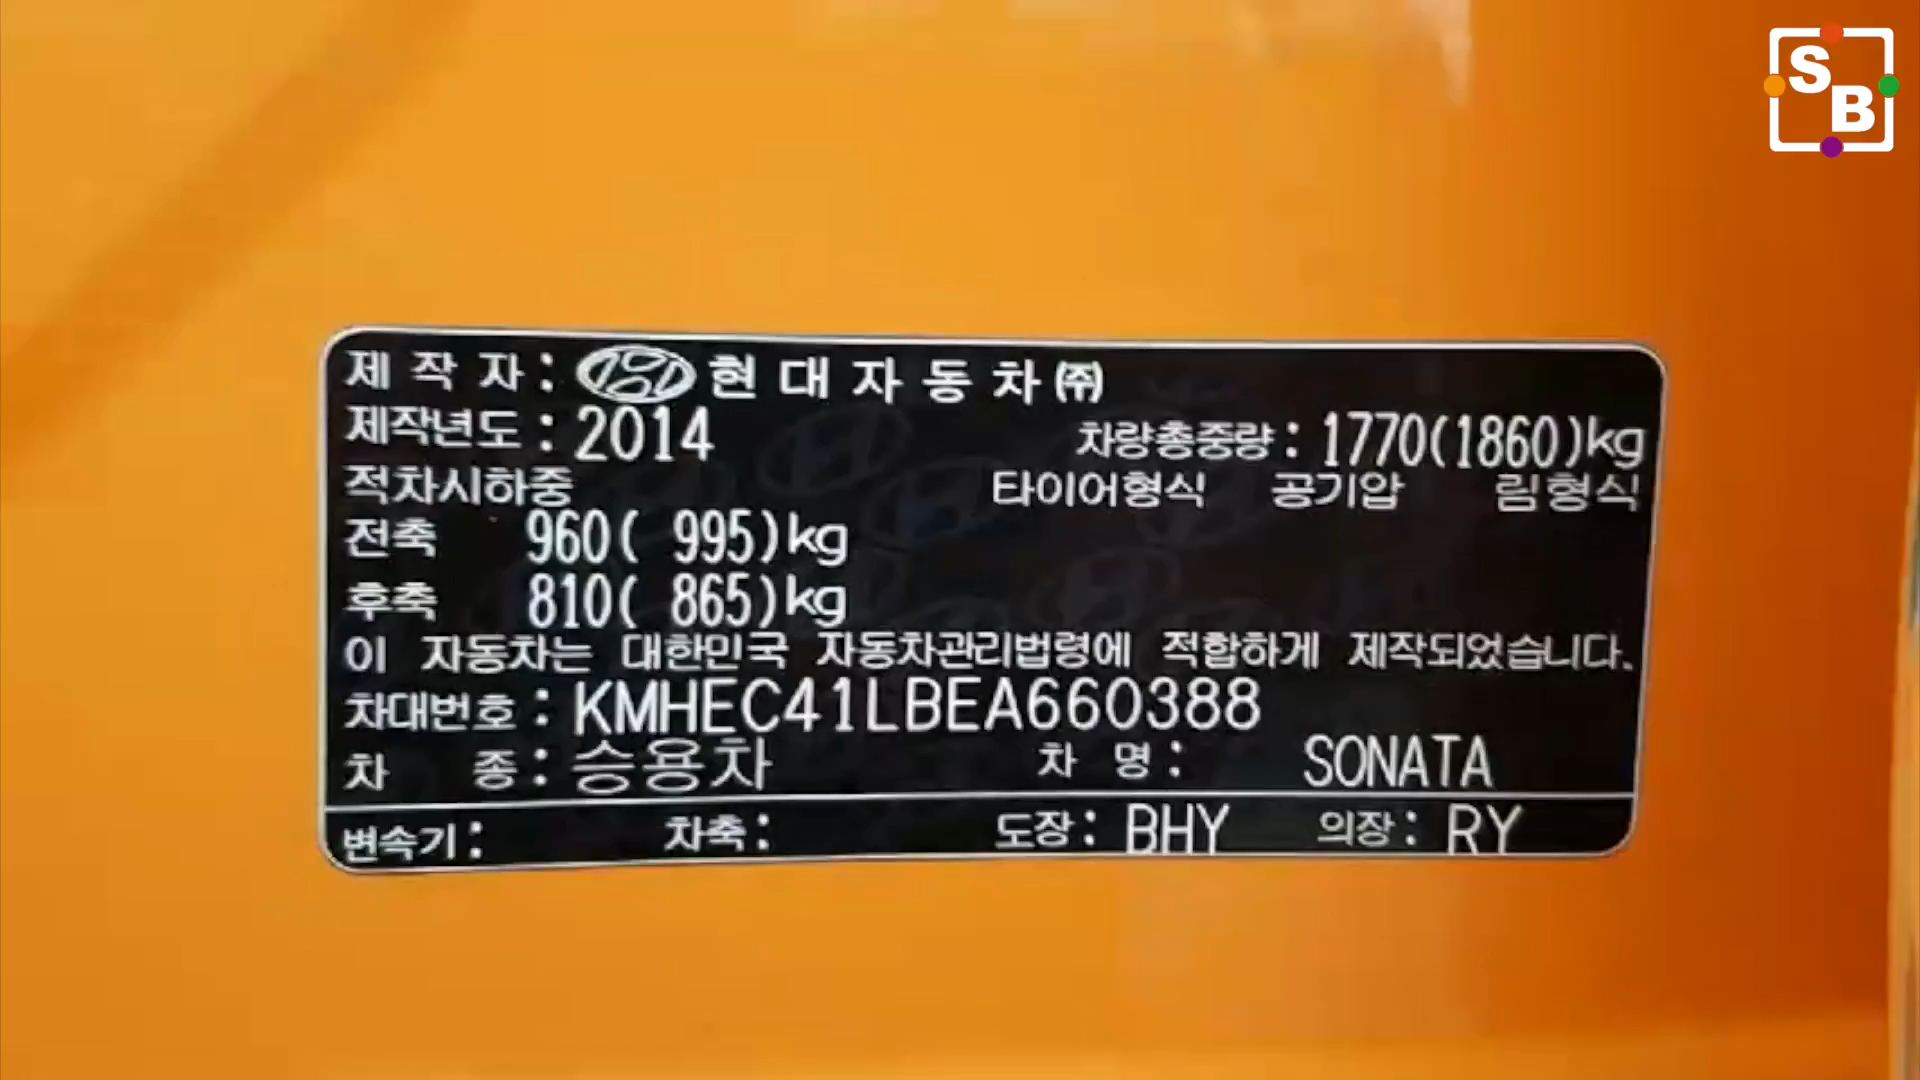 S
B
제 작 자 : 현 대 자 동 차 ㈜
제작년도 : 2014 차량총중량 : 1770(1860)kg
적차시하중 타이어형식 공기압 림형식
전축 960( 995)kg
후축 810( 865)kg
이 자동차는 대한민국 자동차관리법령에 적합하게 제작되었습니다.
차대번호 : KMHEC41LBEA660388
차 종 : 승용차 차 명 : SONATA
변속기 : 차축 : 도장 : BHY 의장 : RY